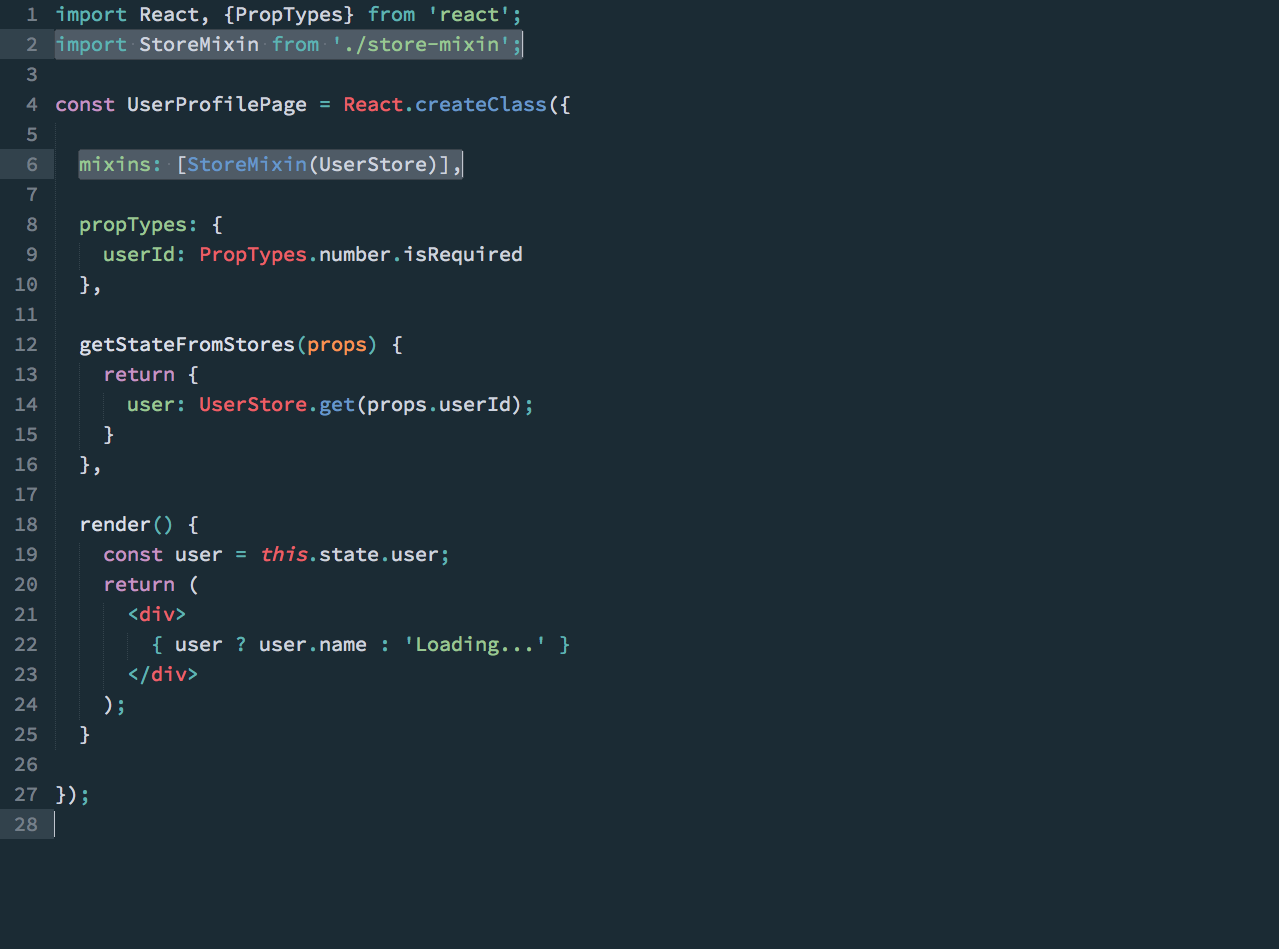 1 import React, {PropTypes} from 'react';
2 import StoreMixin from './store-mixin';
3
4 const UserProfilePage = React.createClass({
5
6 mixins: [StoreMixin(UserStore)],
7
8 propTypes: {
9 userId: PropTypes.number.isRequired
10 },
11
12 getStateFromStores(props) {
13 return {
14 user: UserStore.get(props.userId);
15 }
16 },
17
18 render() {
19 const user = this.state.user;
20 return (
21 <div>
22 { user ? user.name : 'Loading...' }
23 </div>
24 );
25 }
26
27 });
28